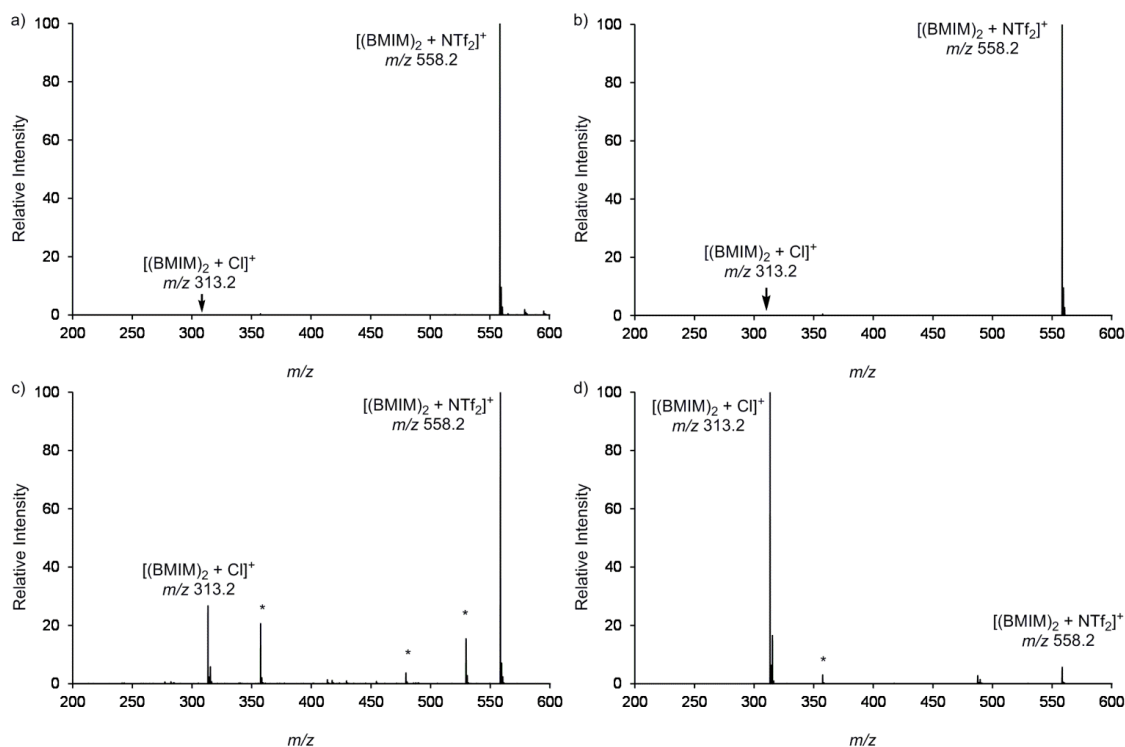 a)
100
80
60
40
20
0
Relative Intensity
[(BMIM)₂ + NTf₂]⁺
m/z 558.2
[(BMIM)₂ + Cl]⁺
m/z 313.2
200 250 300 350 400 450 500 550 600
m/z
b)
100
80
60
40
20
0
Relative Intensity
[(BMIM)₂ + NTf₂]⁺
m/z 558.2
[(BMIM)₂ + Cl]⁺
m/z 313.2
200 250 300 350 400 450 500 550 600
m/z
c)
100
80
60
40
20
0
Relative Intensity
[(BMIM)₂ + NTf₂]⁺
m/z 558.2
[(BMIM)₂ + Cl]⁺
m/z 313.2
*
*
*
200 250 300 350 400 450 500 550 600
m/z
d)
100
80
60
40
20
0
Relative Intensity
[(BMIM)₂ + Cl]⁺
m/z 313.2
[(BMIM)₂ + NTf₂]⁺
m/z 558.2
*
200 250 300 350 400 450 500 550 600
m/z